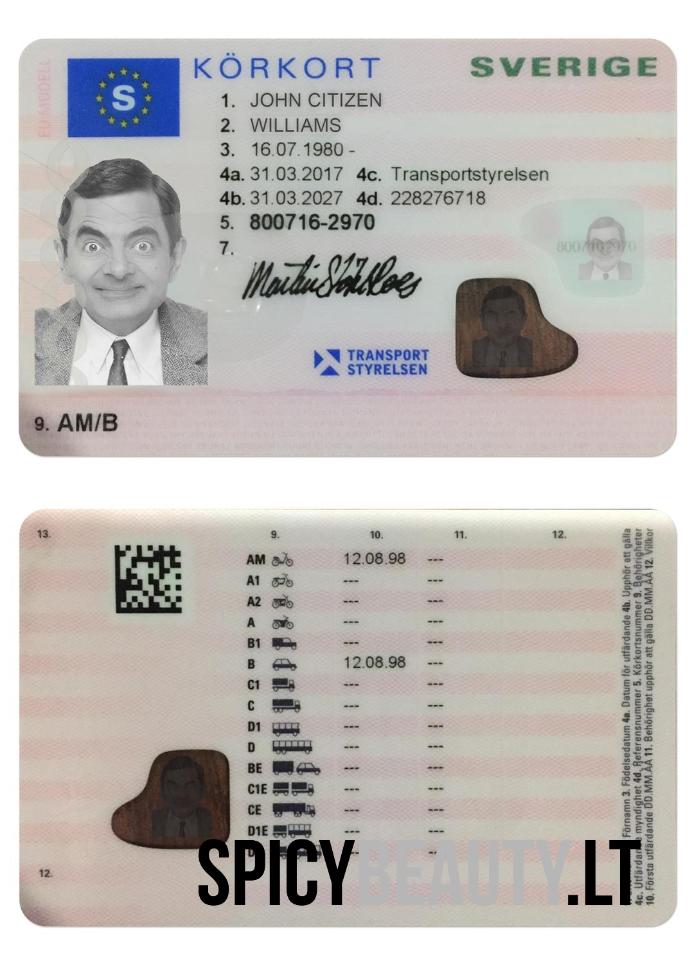 EU-MODELL
S
KÖRKORT
SVERIGE
1. JOHN CITIZEN
2. WILLIAMS
3. 16.07.1980 -
4a. 31.03.2017 4c. Transportstyrelsen
4b. 31.03.2027 4d. 228276718
5. 800716-2970
7.
800716-2970
TRANSPORT
STYRELSEN
9. AM/B
13. 9. 10. 11. 12.
AM 12.08.98 ---
A1 --- ---
A2 --- ---
A --- ---
B1 --- ---
B 12.08.98 ---
C1 --- ---
C --- ---
D1 --- ---
D --- ---
BE --- ---
C1E --- ---
CE --- ---
D1E --- ---
12.
Förnamn 3. Födelsedatum 4a. Datum för utfärdande 4b. Upphör att gälla
4c. Utfärdande myndighet 4d. Referensnummer 5. Körkortsnummer 9. Behörigheter
10. Första utfärdande DD.MM.ÅÅ 11. Behörighet upphör att gälla DD.MM.ÅÅ 12. Villkor
SPICYBEAUTY.LT